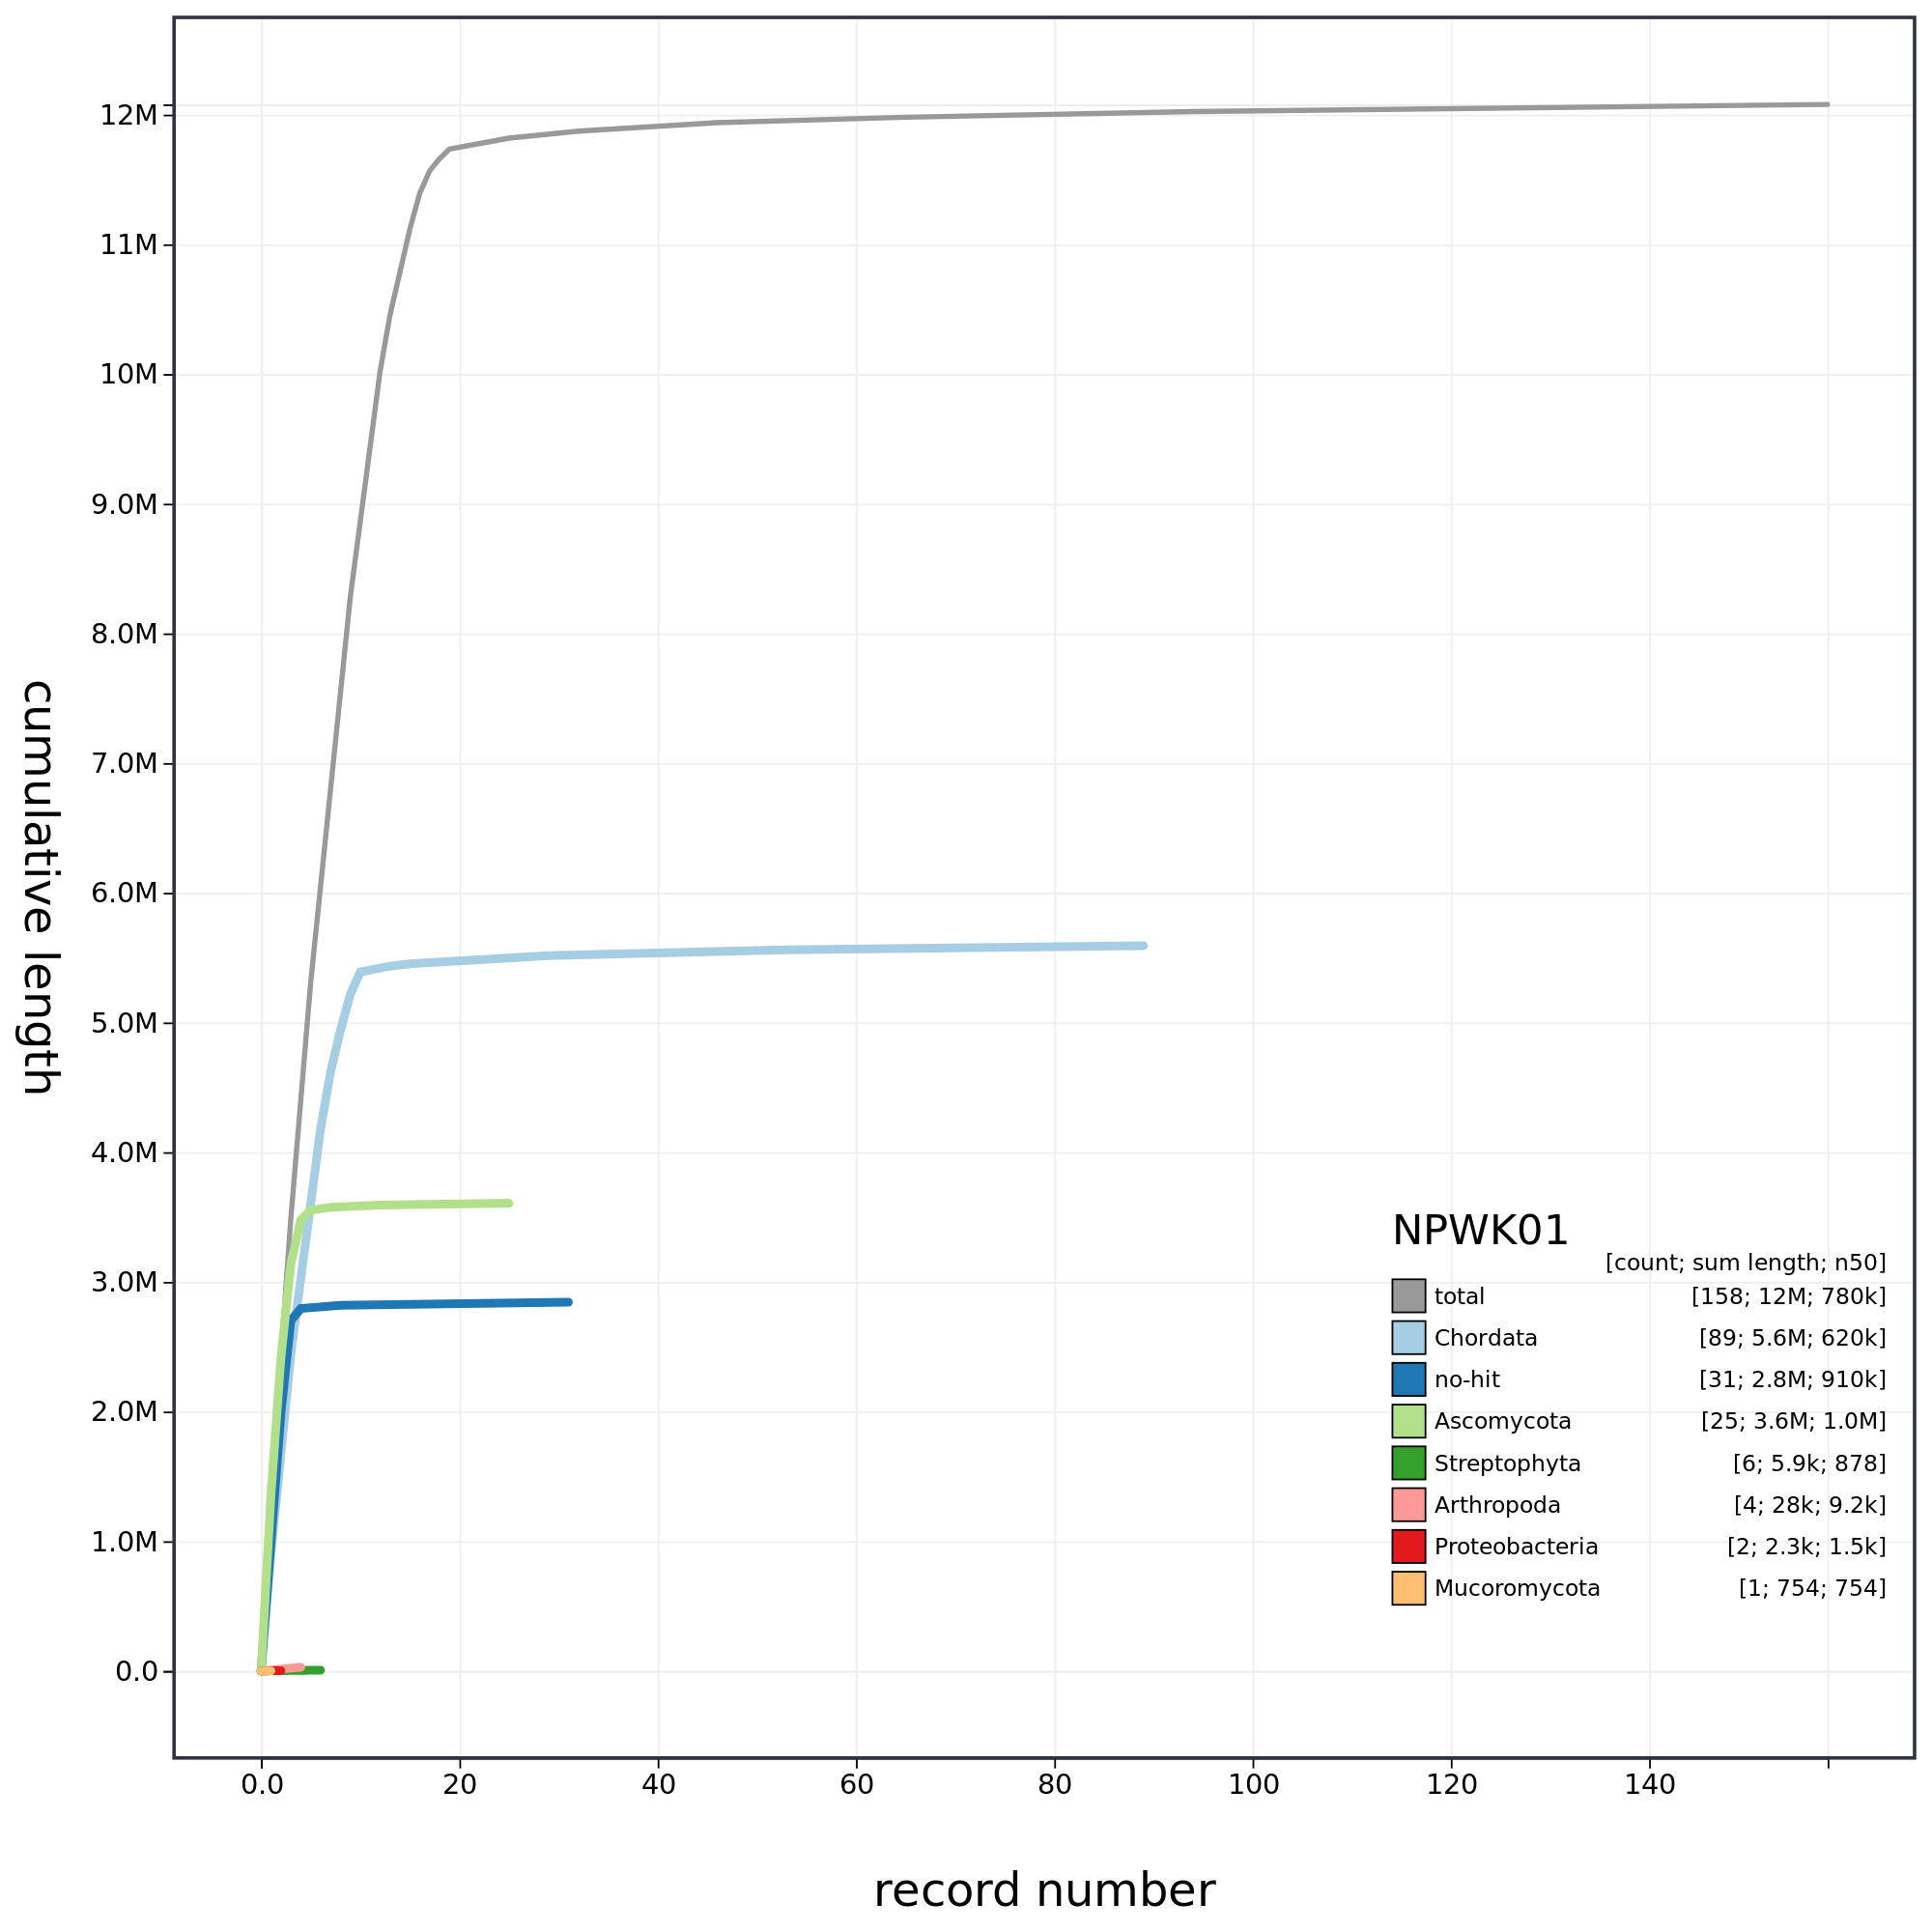 12M
11M
10M
9.0M
8.0M
7.0M
6.0M
5.0M
4.0M
3.0M
2.0M
1.0M
0.0
cumulative length
NPWK01
[count; sum length; n50]
total [158; 12M; 780k]
Chordata [89; 5.6M; 620k]
no-hit [31; 2.8M; 910k]
Ascomycota [25; 3.6M; 1.0M]
Streptophyta [6; 5.9k; 878]
Arthropoda [4; 28k; 9.2k]
Proteobacteria [2; 2.3k; 1.5k]
Mucoromycota [1; 754; 754]
0.0 20 40 60 80 100 120 140
record number